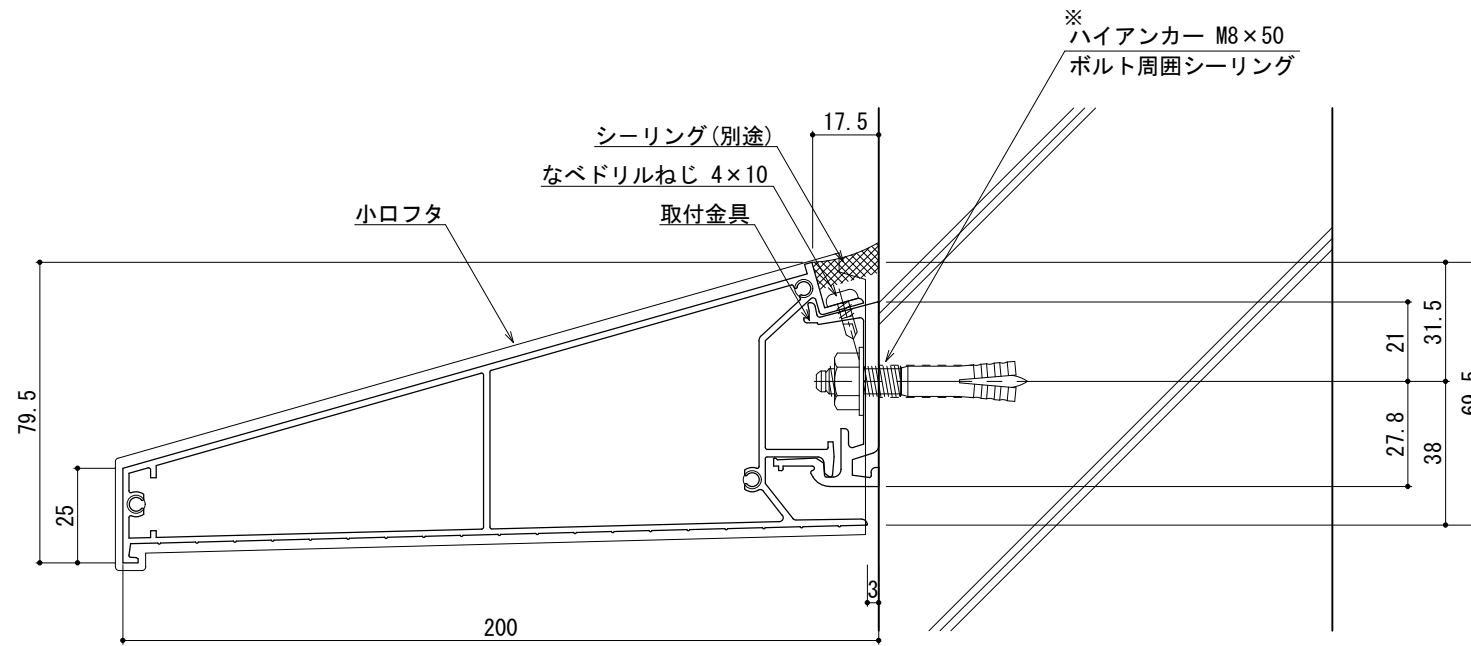 ※
ハイアンカー M8×50
ボルト周囲シーリング
17.5
シーリング(別途)
なべドリルねじ 4×10
小口フタ
取付金具
79.5
25
21
31.5
27.8
38
69.5
3
200